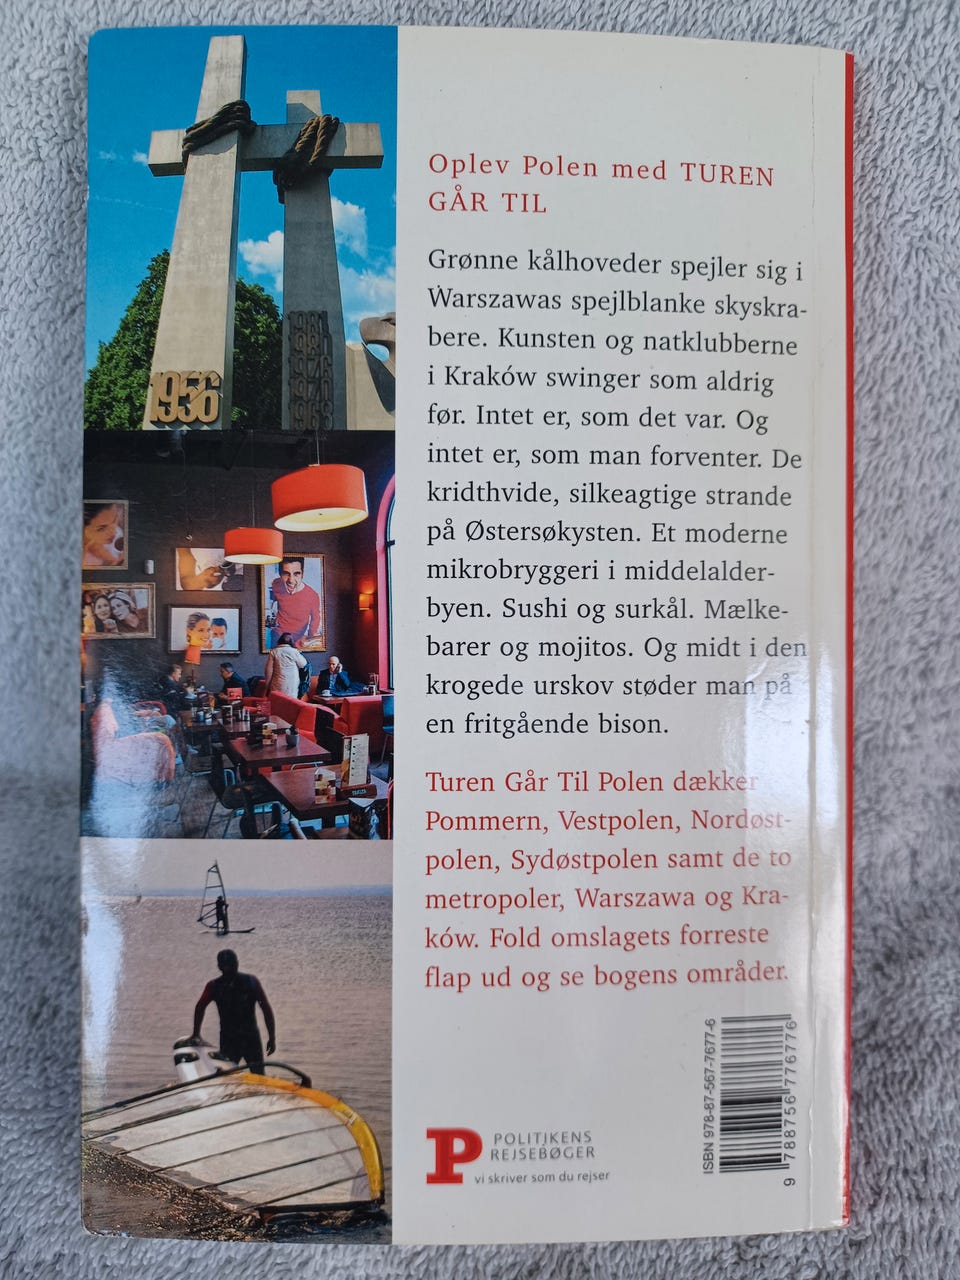 Oplev Polen med TUREN
GÅR TIL
Grønne kålhoveder spejler sig i
Warszawas spejlblanke skyskra-
bere. Kunsten og natklubberne
i Kraków swinger som aldrig
før. Intet er, som det var. Og
intet er, som man forventer. De
kridthvide, silkeagtige strande
på Østersøkysten. Et moderne
mikrobryggeri i middelalder-
byen. Sushi og surkål. Mælke-
barer og mojitos. Og midt i den
krogede urskov støder man på
en fritgående bison.
Turen Går Til Polen dækker
Pommern, Vestpolen, Nordøst-
polen, Sydøstpolen samt de to
metropoler, Warszawa og Kra-
ków. Fold omslagets forreste
flap ud og se bogens områder.
1956
1981
1980
1976
1970
1968
P
POLITIKENS
REJSEBØGER
vi skriver som du rejser
ISBN 978-87-567-7677-6
9 788756 776776